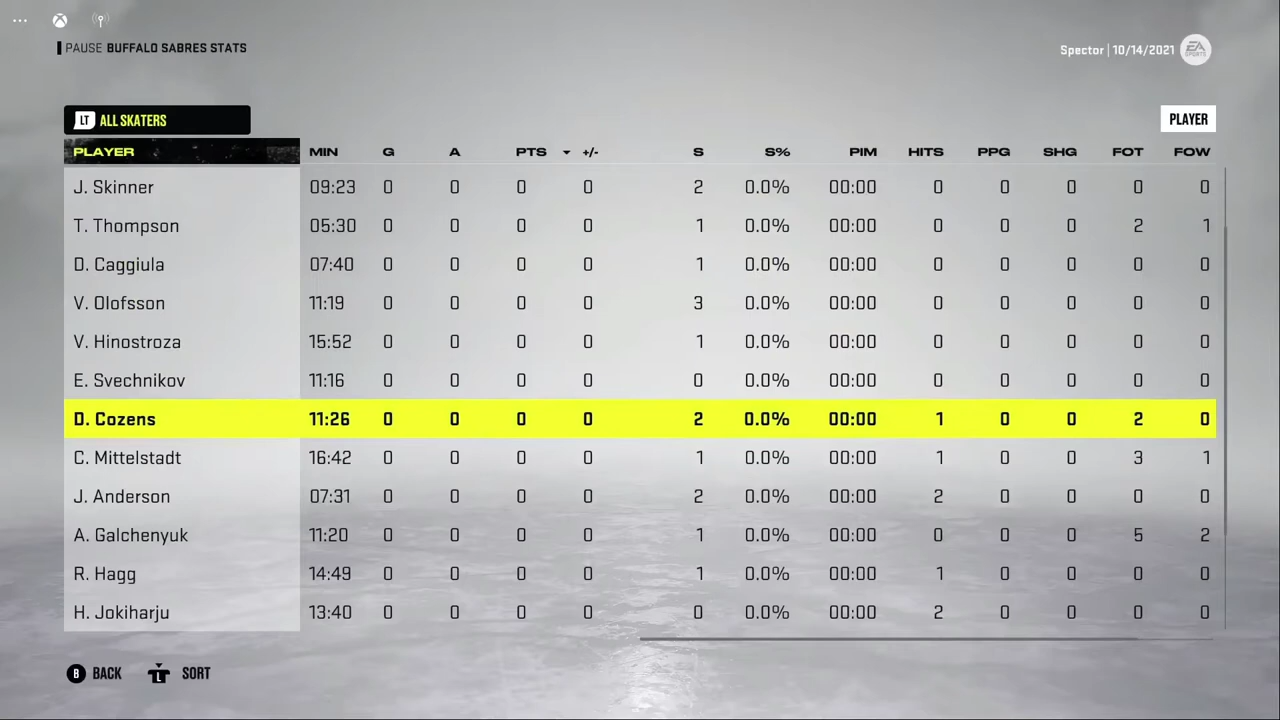 PAUSE BUFFALO SABRES STATS
Spector | 10/14/2021 EA SPORTS
LT ALL SKATERS
PLAYER
PLAYER MIN G A PTS +/- S S% PIM HITS PPG SHG FOT FOW
J. Skinner 09:23 0 0 0 0 2 0.0% 00:00 0 0 0 0 0
T. Thompson 05:30 0 0 0 0 1 0.0% 00:00 0 0 0 2 1
D. Caggiula 07:40 0 0 0 0 1 0.0% 00:00 0 0 0 0 0
V. Olofsson 11:19 0 0 0 0 3 0.0% 00:00 0 0 0 0 0
V. Hinostroza 15:52 0 0 0 0 1 0.0% 00:00 0 0 0 0 0
E. Svechnikov 11:16 0 0 0 0 0 0.0% 00:00 0 0 0 0 0
D. Cozens 11:26 0 0 0 0 2 0.0% 00:00 1 0 0 2 0
C. Mittelstadt 16:42 0 0 0 0 1 0.0% 00:00 1 0 0 3 1
J. Anderson 07:31 0 0 0 0 2 0.0% 00:00 2 0 0 0 0
A. Galchenyuk 11:20 0 0 0 0 1 0.0% 00:00 0 0 0 5 2
R. Hagg 14:49 0 0 0 0 1 0.0% 00:00 1 0 0 0 0
H. Jokiharju 13:40 0 0 0 0 0 0.0% 00:00 2 0 0 0 0
B BACK L SORT